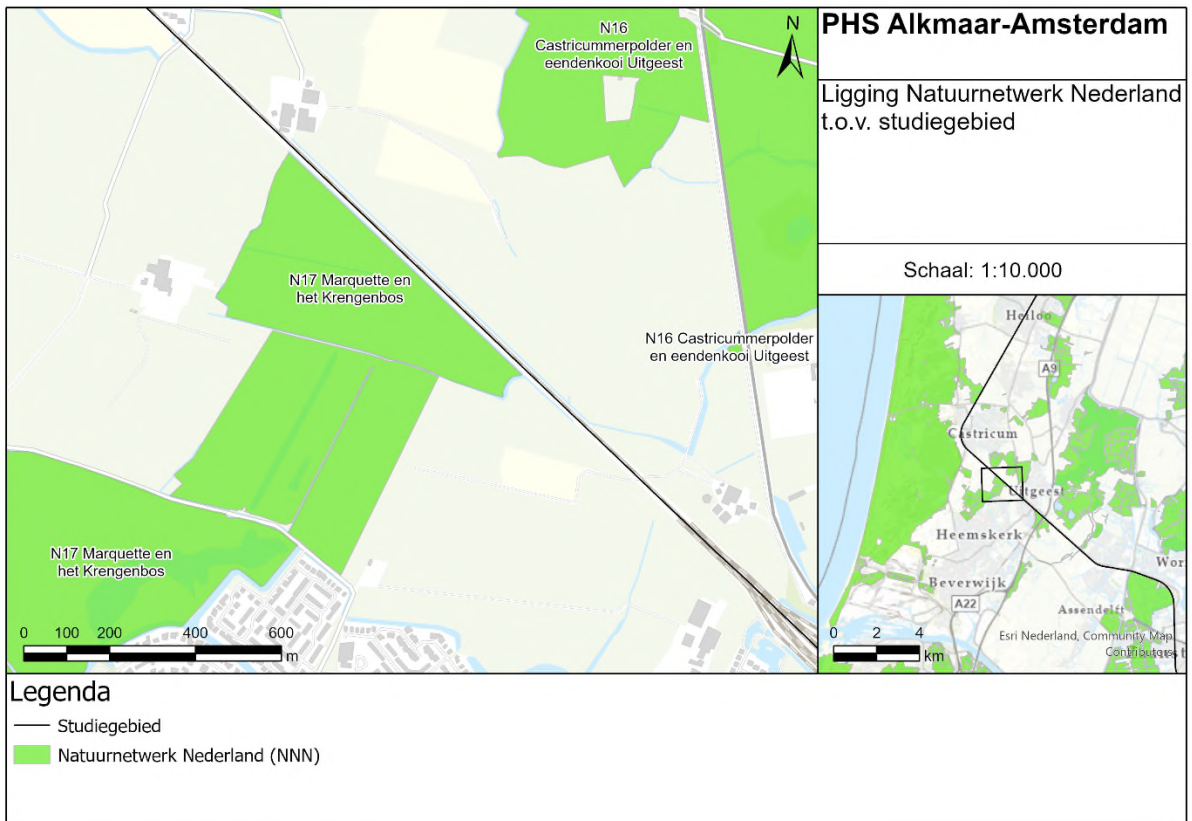 N16
Castricummerpolder en
eendenkooi Uitgeest
N
N17 Marquette en
het Krengenbos
N16 Castricummerpolder
en eendenkooi Uitgeest
N17 Marquette en
het Krengenbos
0 100 200 400 600
m
PHS Alkmaar-Amsterdam
Ligging Natuurnetwerk Nederland
t.o.v. studiegebied
Schaal: 1:10.000
Heiloo
A9
Castricum
Uitgeest
Heemskerk
Beverwijk
A22
Assendelft
Esri Nederland, Community Map
Contributors
0 2 4
km
Legenda
Studiegebied
Natuurnetwerk Nederland (NNN)